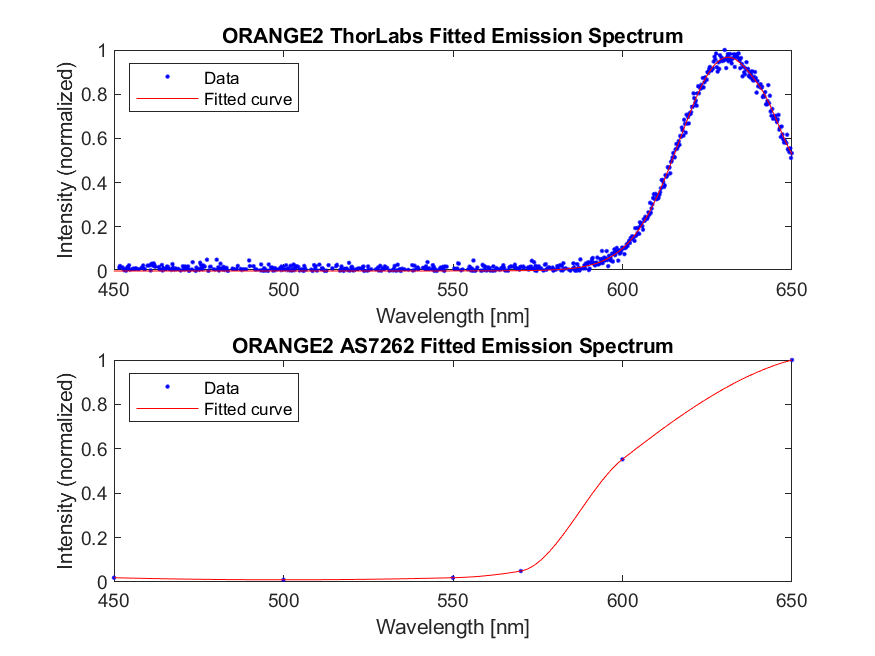 ORANGE2 ThorLabs Fitted Emission Spectrum
1
0.8
0.6
0.4
0.2
0
Intensity (normalized)
Data
Fitted curve
450 500 550 600 650
Wavelength [nm]
ORANGE2 AS7262 Fitted Emission Spectrum
1
0.8
0.6
0.4
0.2
0
Intensity (normalized)
Data
Fitted curve
450 500 550 600 650
Wavelength [nm]